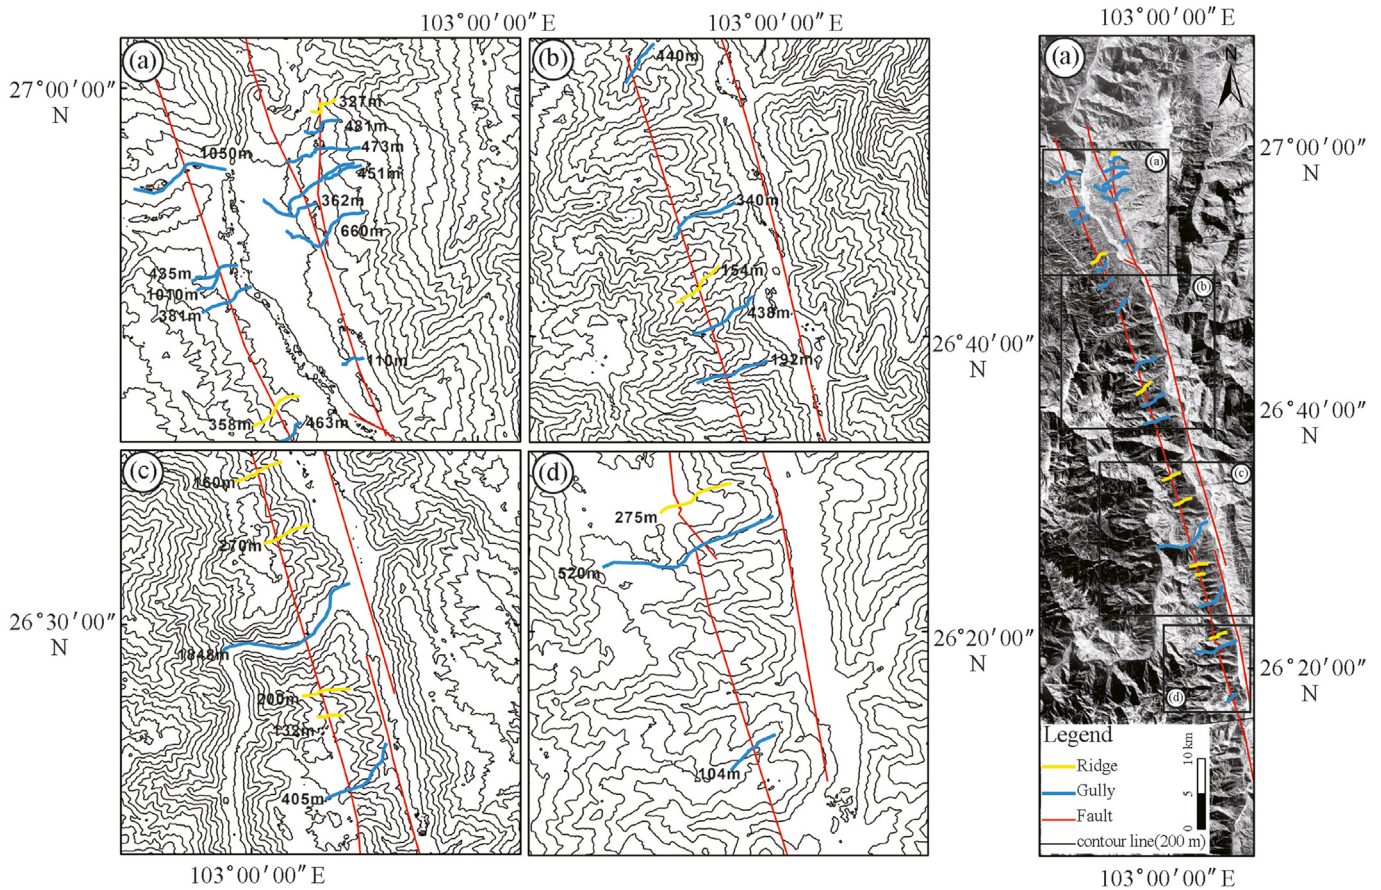 103°00′00″E
103°00′00″E
103°00′00″E
27°00′00″
N
(a)
327m
481m
473m
1050m
451m
362m
660m
435m
1010m
381m
110m
358m
463m
(b)
440m
340m
154m
438m
192m
26°40′00″
N
(c)
160m
270m
1848m
200m
132m
405m
26°30′00″
N
(d)
275m
520m
104m
26°20′00″
N
103°00′00″E
(a)
N
(a)
(b)
(c)
(d)
27°00′00″
N
26°40′00″
N
26°20′00″
N
Legend
Ridge
Gully
Fault
contour line(200 m)
0 5 10 km
103°00′00″E